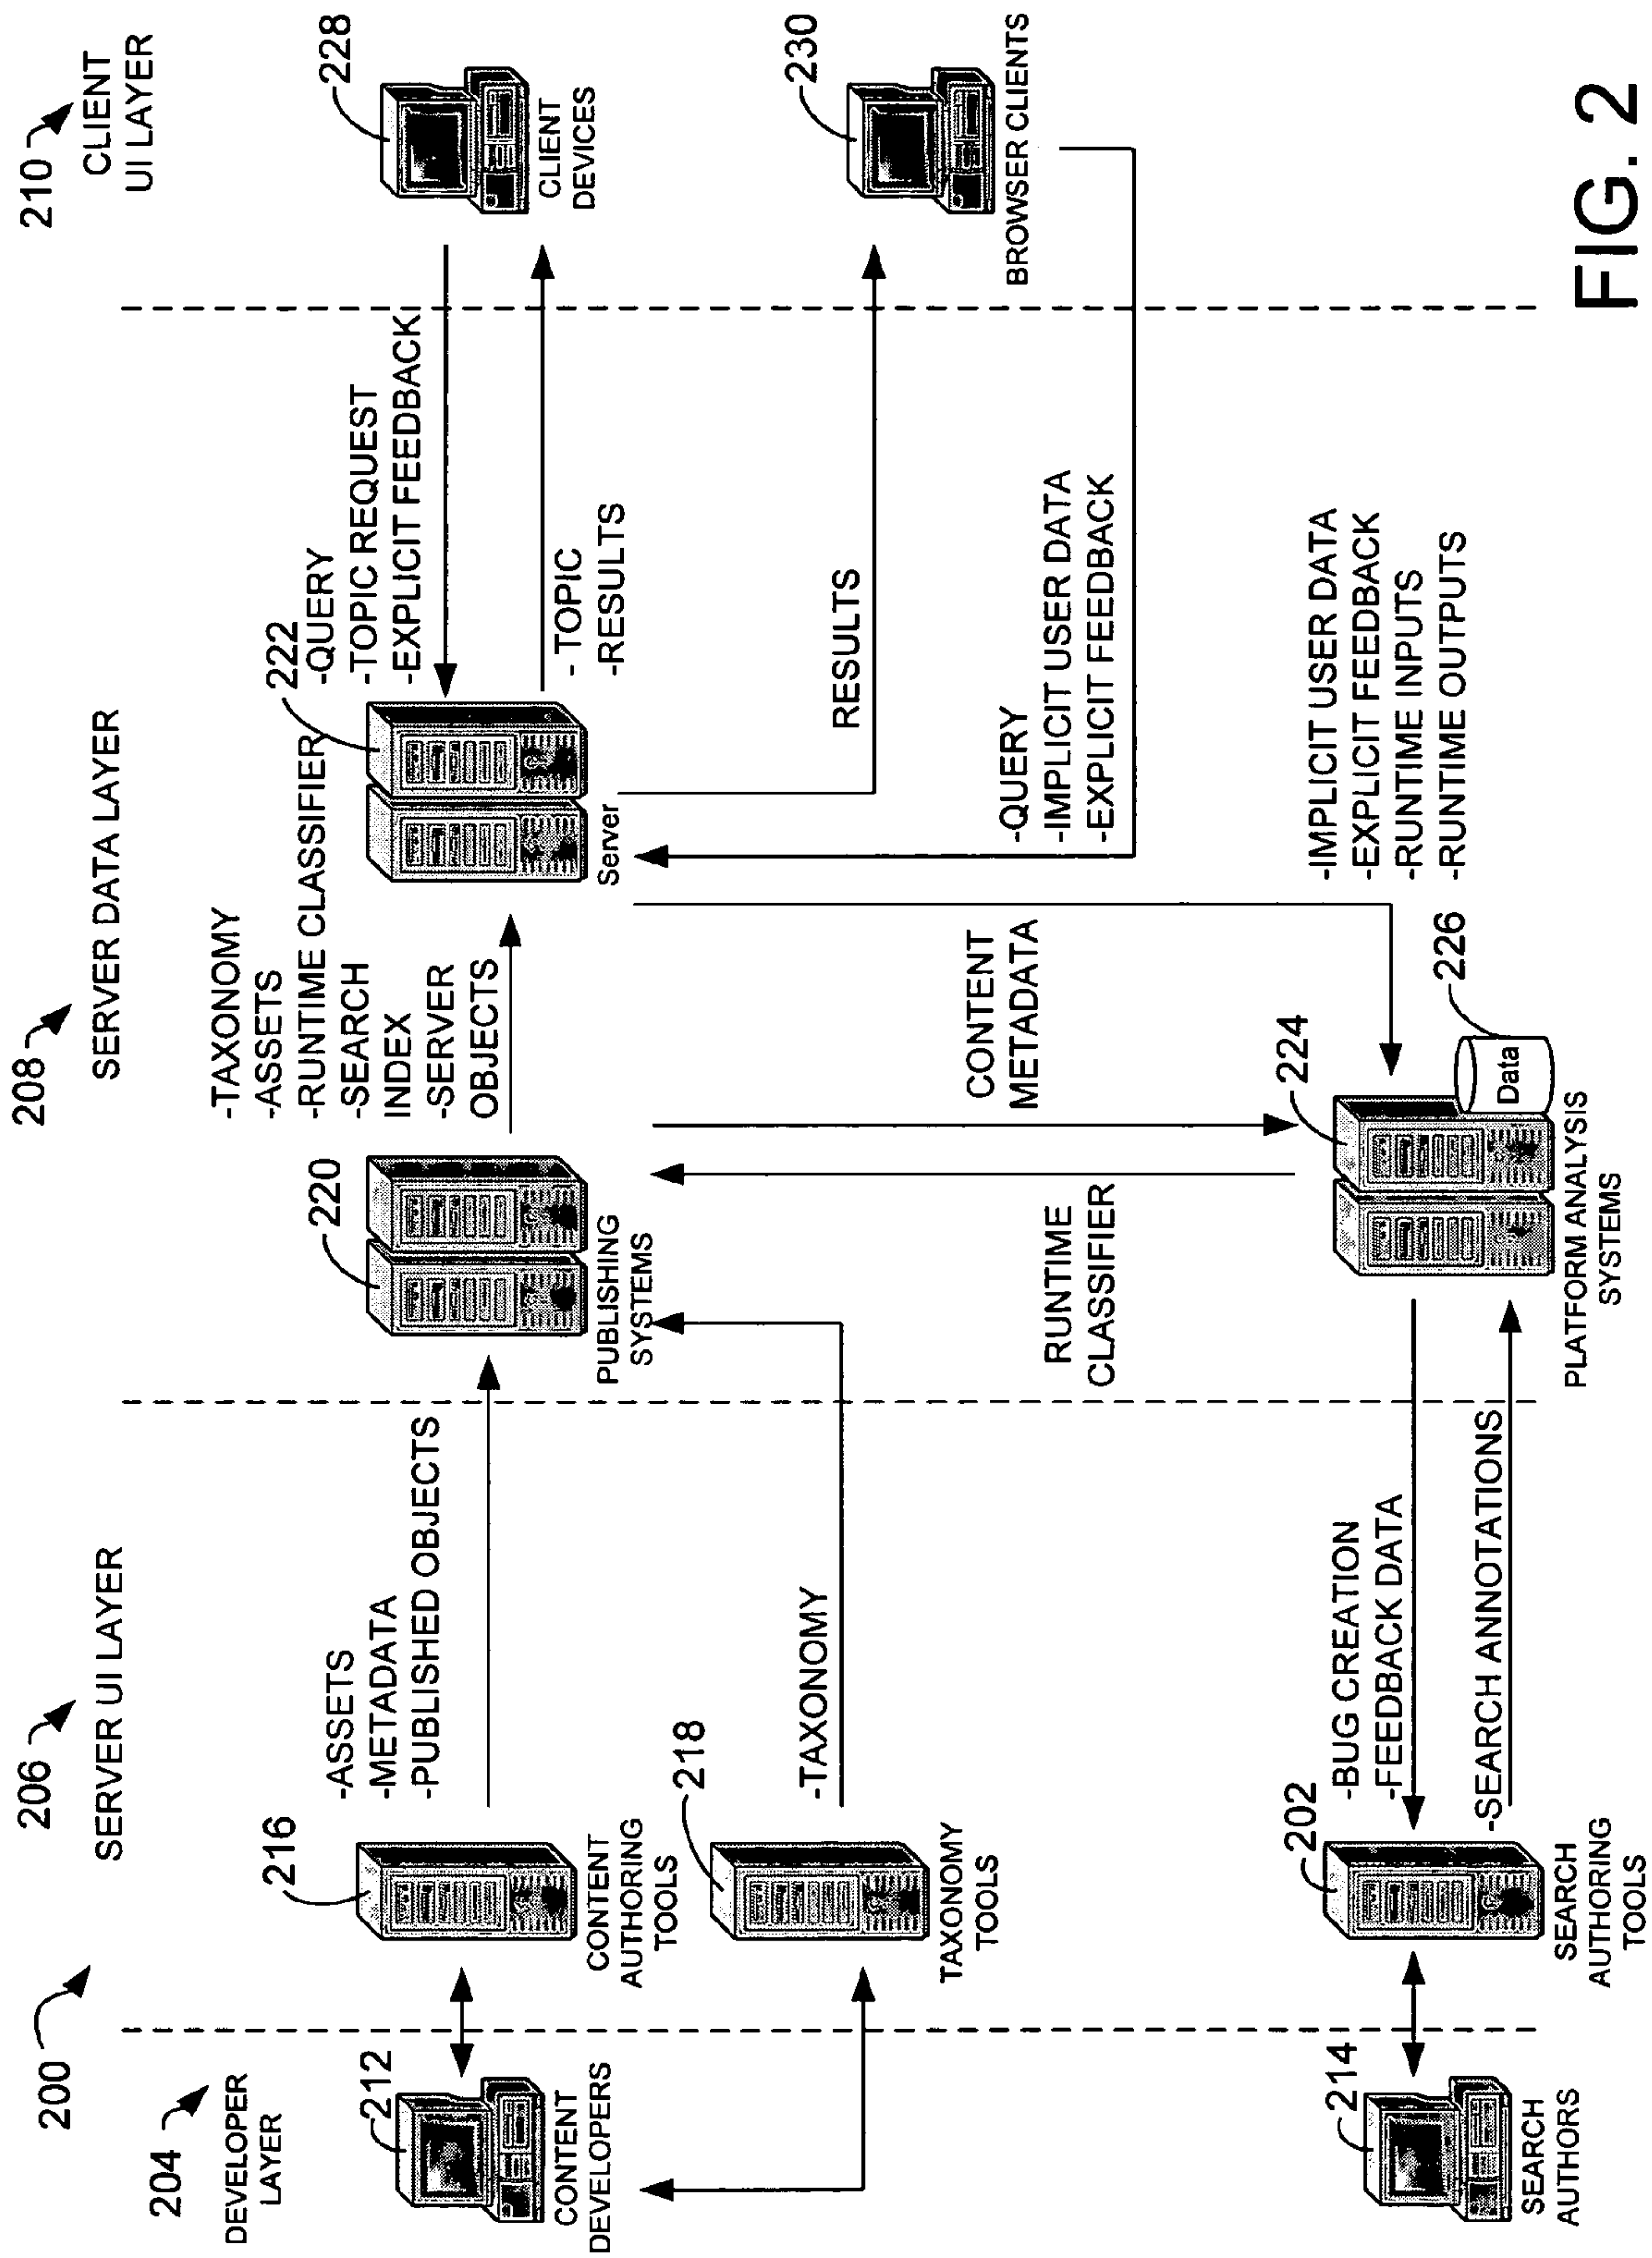 200
204
DEVELOPER
LAYER
206
SERVER UI LAYER
208
SERVER DATA LAYER
210
CLIENT
UI LAYER
212
CONTENT
DEVELOPERS
216
CONTENT
AUTHORING
TOOLS
-ASSETS
-METADATA
-PUBLISHED OBJECTS
220
PUBLISHING
SYSTEMS
-TAXONOMY
-ASSETS
-RUNTIME CLASSIFIER
-SEARCH
INDEX
-SERVER
OBJECTS
222
Server
-QUERY
-TOPIC REQUEST
-EXPLICIT FEEDBACK
- TOPIC
-RESULTS
228
CLIENT
DEVICES
218
TAXONOMY
TOOLS
-TAXONOMY
RESULTS
230
BROWSER CLIENTS
-QUERY
-IMPLICIT USER DATA
-EXPLICIT FEEDBACK
RUNTIME
CLASSIFIER
CONTENT
METADATA
214
SEARCH
AUTHORS
202
SEARCH
AUTHORING
TOOLS
-BUG CREATION
-FEEDBACK DATA
-SEARCH ANNOTATIONS
224
PLATFORM ANALYSIS
SYSTEMS
226
Data
-IMPLICIT USER DATA
-EXPLICIT FEEDBACK
-RUNTIME INPUTS
-RUNTIME OUTPUTS
FIG. 2